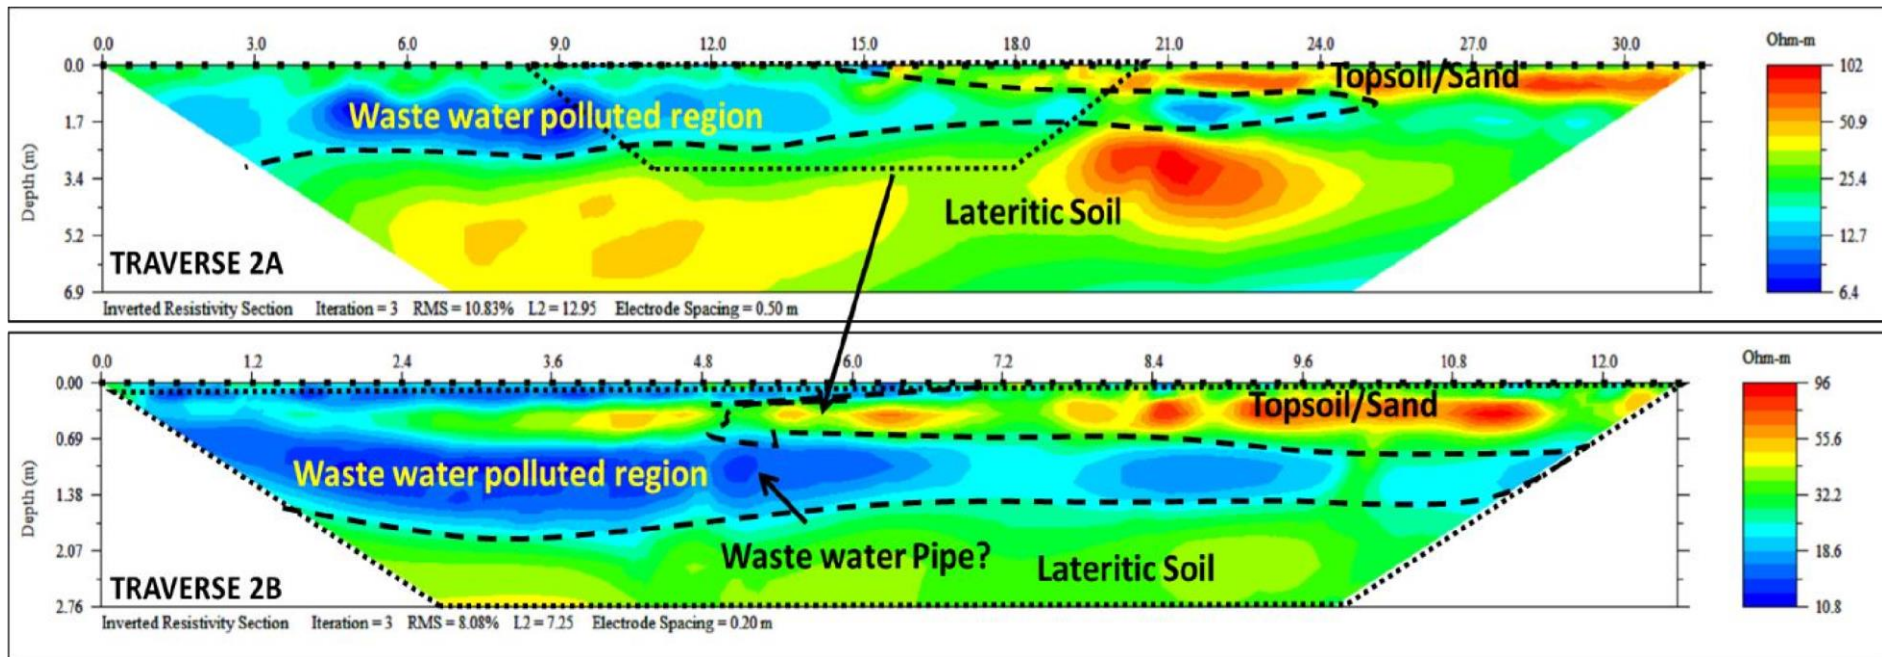 0.0 3.0 6.0 9.0 12.0 15.0 18.0 21.0 24.0 27.0 30.0 Ohm-m
0.0 Topsoil/Sand 102
Waste water polluted region
1.7 50.9
Depth (m)
3.4 25.4
Lateritic Soil
5.2 12.7
TRAVERSE 2A
6.9 6.4
Inverted Resistivity Section Iteration = 3 RMS = 10.83% L2 = 12.95 Electrode Spacing = 0.50 m
0.0 1.2 2.4 3.6 4.8 6.0 7.2 8.4 9.6 10.8 12.0 Ohm-m
0.00 96
Topsoil/Sand
0.69 55.6
Waste water polluted region
Depth (m)
1.38 32.2
2.07 18.6
Waste water Pipe? Lateritic Soil
TRAVERSE 2B
2.76 10.8
Inverted Resistivity Section Iteration = 3 RMS = 8.08% L2 = 7.25 Electrode Spacing = 0.20 m